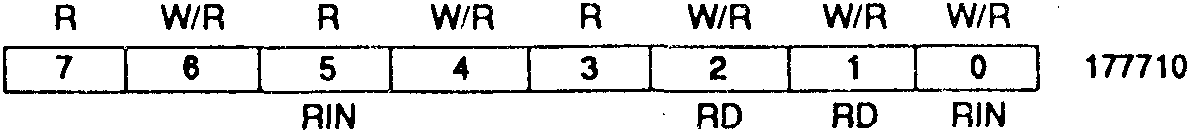 R W/R R W/R R W/R W/R W/R
7 6 5 4 3 2 1 0 177710
RIN RD RD RIN